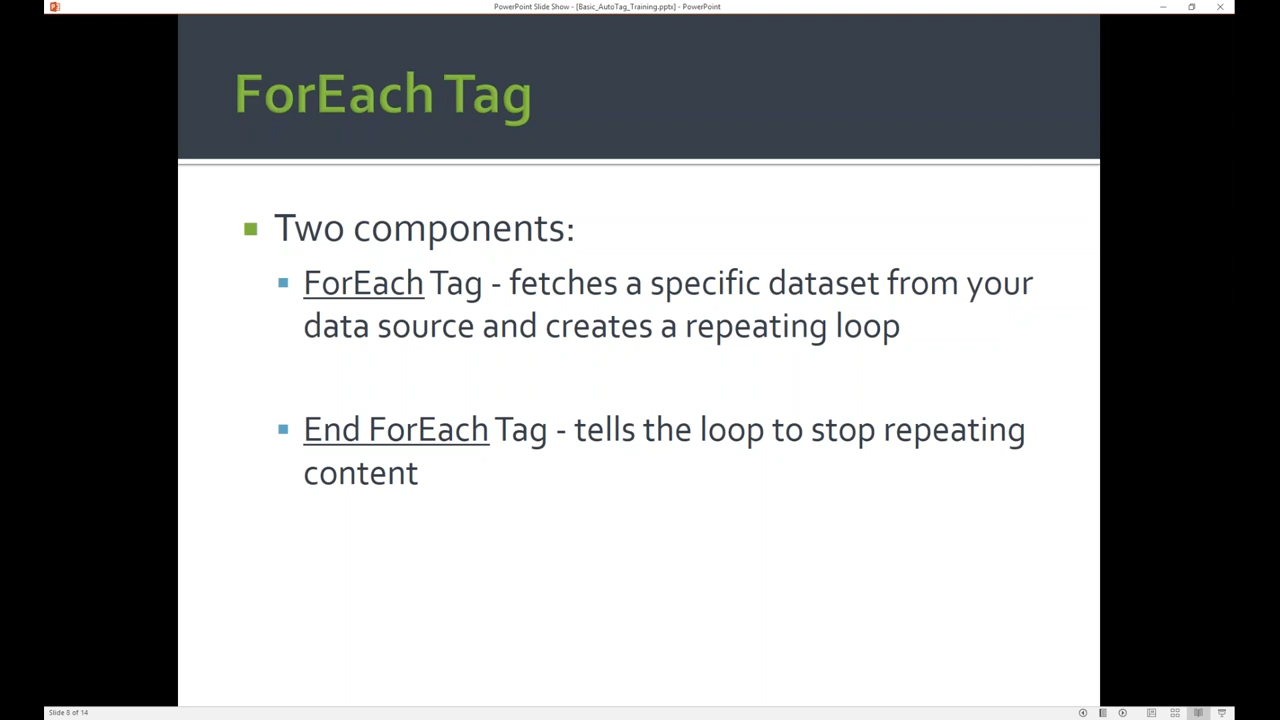 PowerPoint Slide Show - [Basic_AutoTag_Training.pptx] - PowerPoint
ForEach Tag
Two components:
ForEach Tag - fetches a specific dataset from your
data source and creates a repeating loop
End ForEach Tag - tells the loop to stop repeating
content
Slide 8 of 14